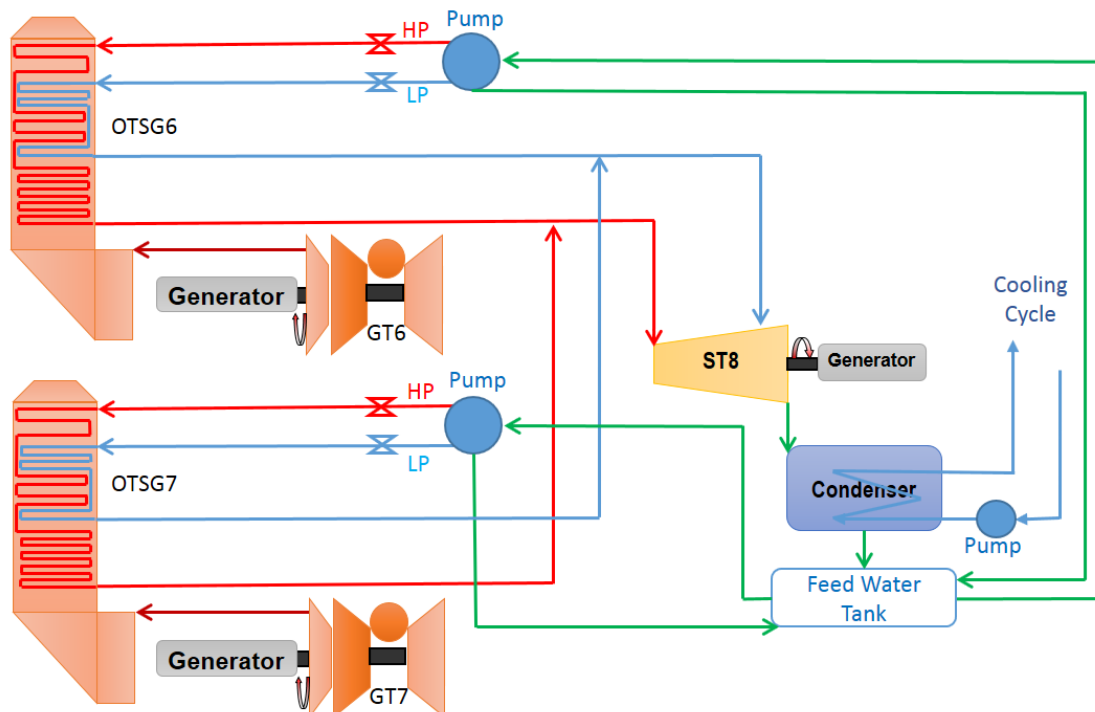 Pump
HP
LP
OTSG6
Generator
GT6
Cooling
Cycle
ST8
Generator
Pump
HP
LP
OTSG7
Condenser
Pump
Feed Water
Tank
Generator
GT7